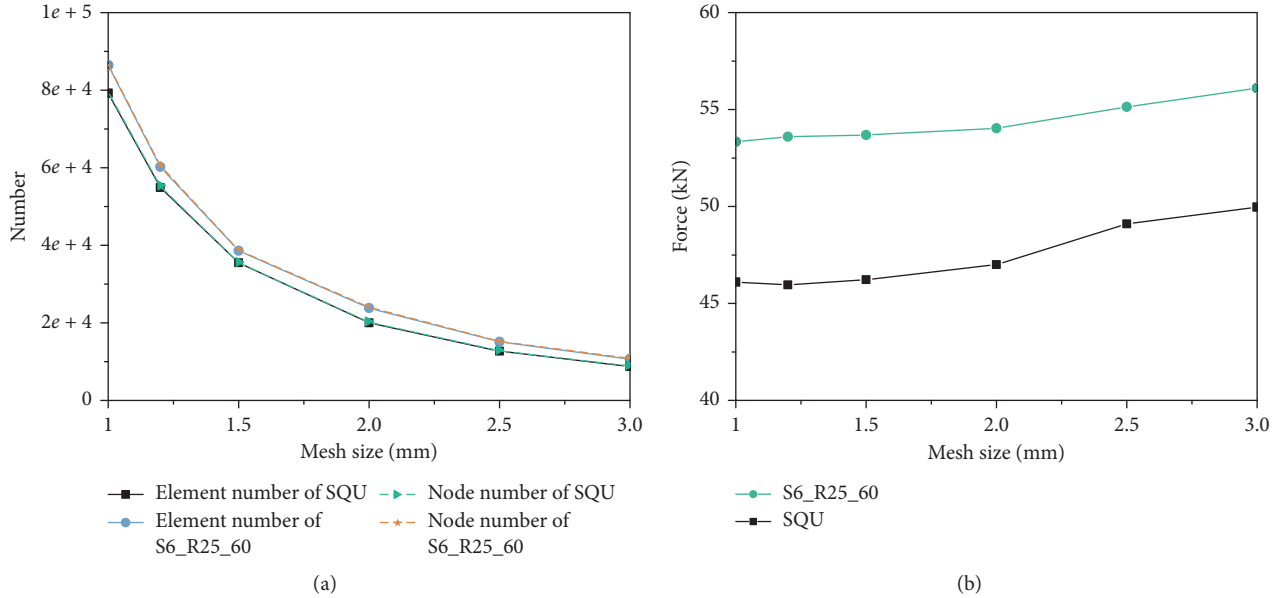 1e + 5
8e + 4
6e + 4
4e + 4
2e + 4
0
Number
1
1.5
2.0
2.5
3.0
Mesh size (mm)
Element number of SQU
Node number of SQU
Element number of
S6_R25_60
Node number of
S6_R25_60
(a)
60
55
50
45
40
Force (kN)
1
1.5
2.0
2.5
3.0
Mesh size (mm)
S6_R25_60
SQU
(b)